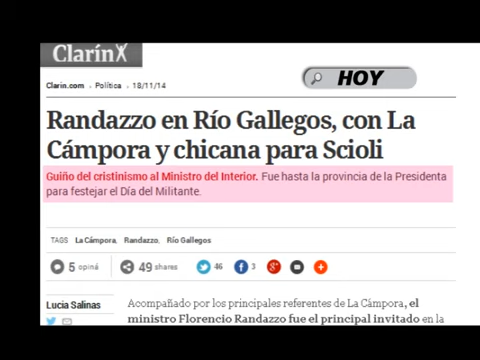 Clarín
HOY
Clarin.com › Política › 18/11/14
Randazzo en Río Gallegos, con La
Cámpora y chicana para Scioli
Guiño del cristinismo al Ministro del Interior. Fue hasta la provincia de la Presidenta
para festejar el Día del Militante.
TAGS La Cámpora, Randazzo, Río Gallegos
5 opiná 49 shares 46 3
Lucia Salinas
Acompañado por los principales referentes de La Cámpora, el
ministro Florencio Randazzo fue el principal invitado en la